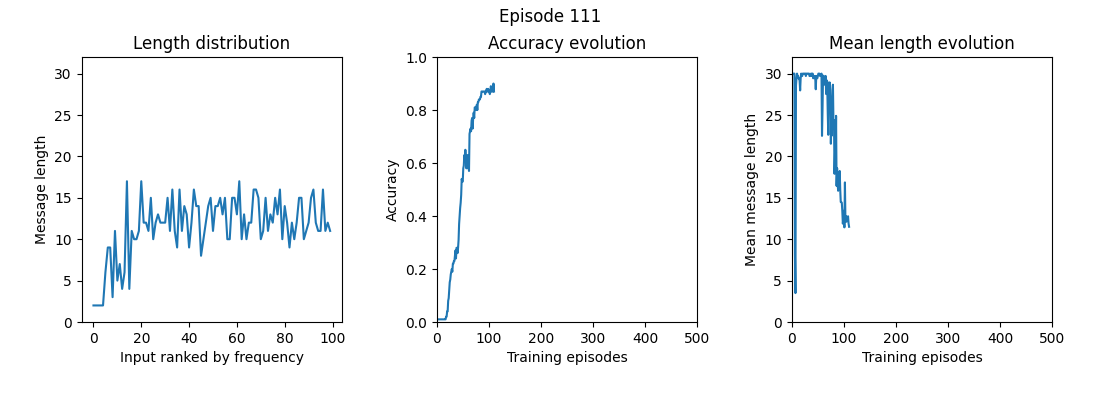 Episode 111
Length distribution
Accuracy evolution
Mean length evolution
Message length
30
25
20
15
10
5
0
0 20 40 60 80 100
Input ranked by frequency
Accuracy
1.0
0.8
0.6
0.4
0.2
0.0
0 100 200 300 400 500
Training episodes
Mean message length
30
25
20
15
10
5
0
0 100 200 300 400 500
Training episodes